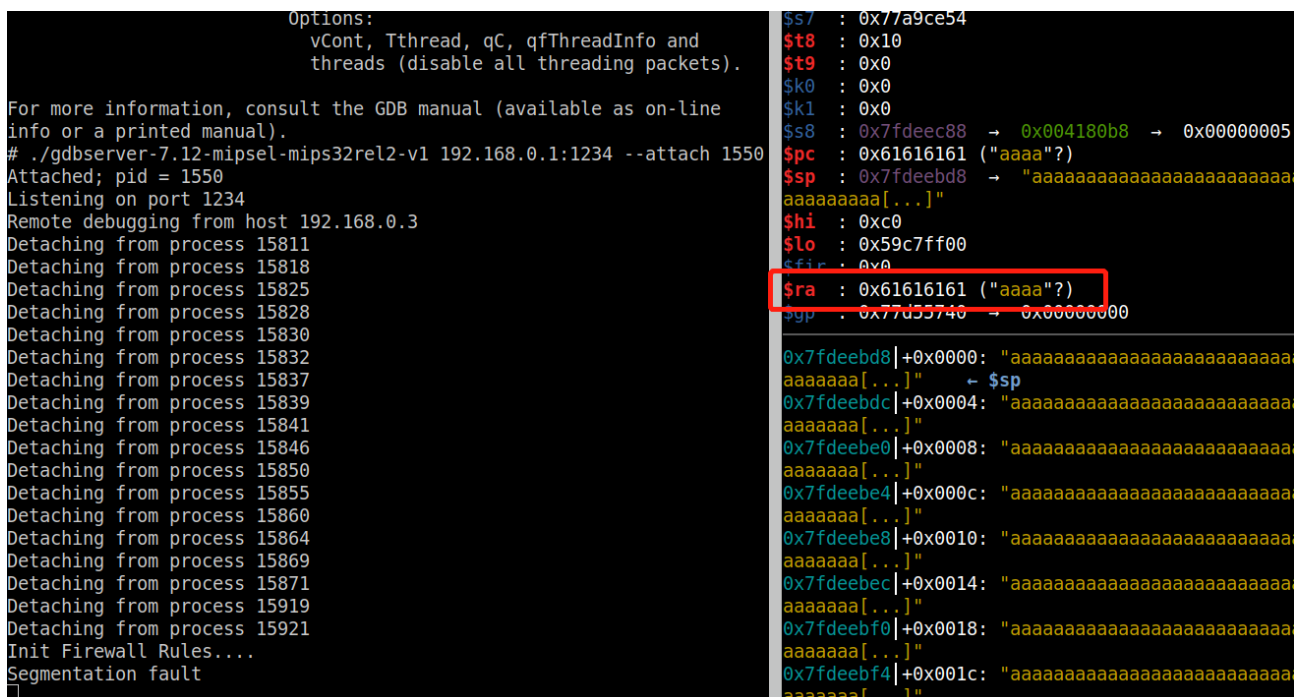 Options:
vCont, Tthread, qC, qfThreadInfo and
threads (disable all threading packets).
For more information, consult the GDB manual (available as on-line
info or a printed manual).
# ./gdbserver-7.12-mipsel-mips32rel2-v1 192.168.0.1:1234 --attach 1550
Attached; pid = 1550
Listening on port 1234
Remote debugging from host 192.168.0.3
Detaching from process 15811
Detaching from process 15818
Detaching from process 15825
Detaching from process 15828
Detaching from process 15830
Detaching from process 15832
Detaching from process 15837
Detaching from process 15839
Detaching from process 15841
Detaching from process 15846
Detaching from process 15850
Detaching from process 15855
Detaching from process 15860
Detaching from process 15864
Detaching from process 15869
Detaching from process 15871
Detaching from process 15919
Detaching from process 15921
Init Firewall Rules....
Segmentation fault
$s7  : 0x77a9ce54
$t8  : 0x10
$t9  : 0x0
$k0  : 0x0
$k1  : 0x0
$s8  : 0x7fdeec88  →  0x004180b8  →  0x00000005
$pc  : 0x61616161 ("aaaa"?)
$sp  : 0x7fdeebd8  →  "aaaaaaaaaaaaaaaaaaaaaaaaa
aaaaaaaaa[...]"
$hi  : 0xc0
$lo  : 0x59c7ff00
$fir : 0x0
$ra  : 0x61616161 ("aaaa"?)
$gp  : 0x77d55740  →  0x00000000
0x7fdeebd8|+0x0000: "aaaaaaaaaaaaaaaaaaaaaaaaaaa
aaaaaaa[...]"    ← $sp
0x7fdeebdc|+0x0004: "aaaaaaaaaaaaaaaaaaaaaaaaaaa
aaaaaaa[...]"
0x7fdeebe0|+0x0008: "aaaaaaaaaaaaaaaaaaaaaaaaaaa
aaaaaaa[...]"
0x7fdeebe4|+0x000c: "aaaaaaaaaaaaaaaaaaaaaaaaaaa
aaaaaaa[...]"
0x7fdeebe8|+0x0010: "aaaaaaaaaaaaaaaaaaaaaaaaaaa
aaaaaaa[...]"
0x7fdeebec|+0x0014: "aaaaaaaaaaaaaaaaaaaaaaaaaaa
aaaaaaa[...]"
0x7fdeebf0|+0x0018: "aaaaaaaaaaaaaaaaaaaaaaaaaaa
aaaaaaa[...]"
0x7fdeebf4|+0x001c: "aaaaaaaaaaaaaaaaaaaaaaaaaaa